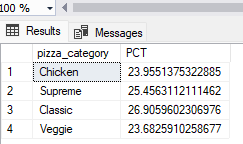 100 %
Results Messages
pizza_category PCT
1 Chicken 23.9551375322885
2 Supreme 25.4563112111462
3 Classic 26.9059602306976
4 Veggie 23.6825910258677